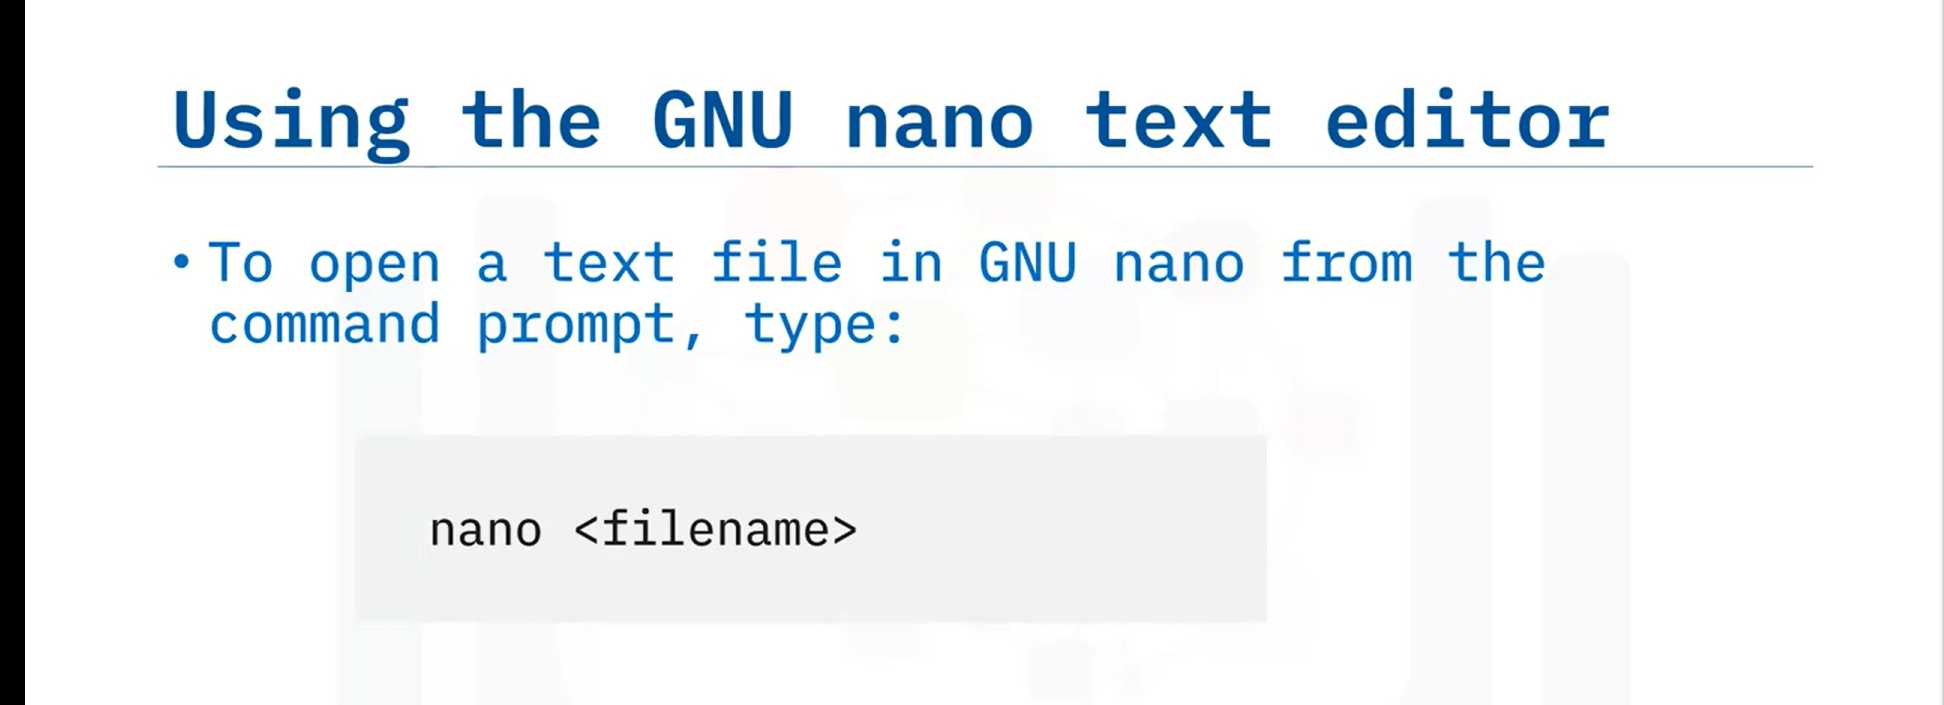 Using the GNU nano text editor
• To open a text file in GNU nano from the
command prompt, type:
nano <filename>